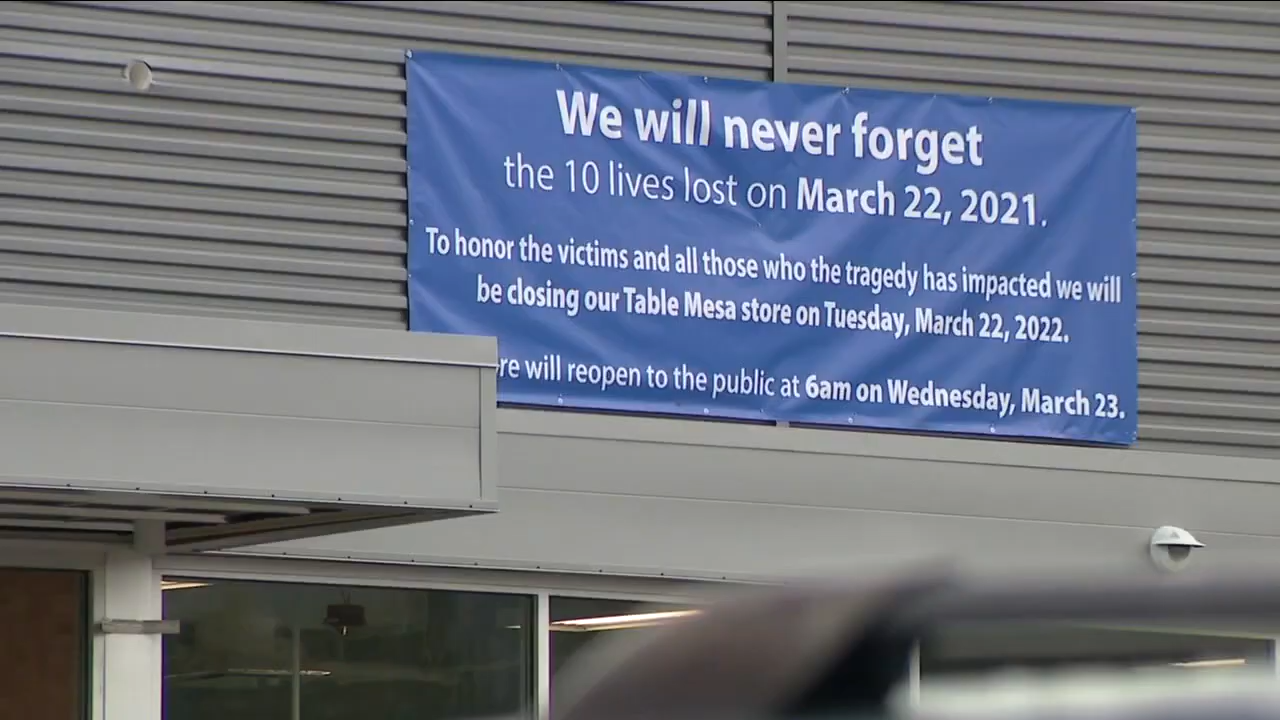 We will never forget
the 10 lives lost on March 22, 2021.
To honor the victims and all those who the tragedy has impacted we will
be closing our Table Mesa store on Tuesday, March 22, 2022.
re will reopen to the public at 6am on Wednesday, March 23.